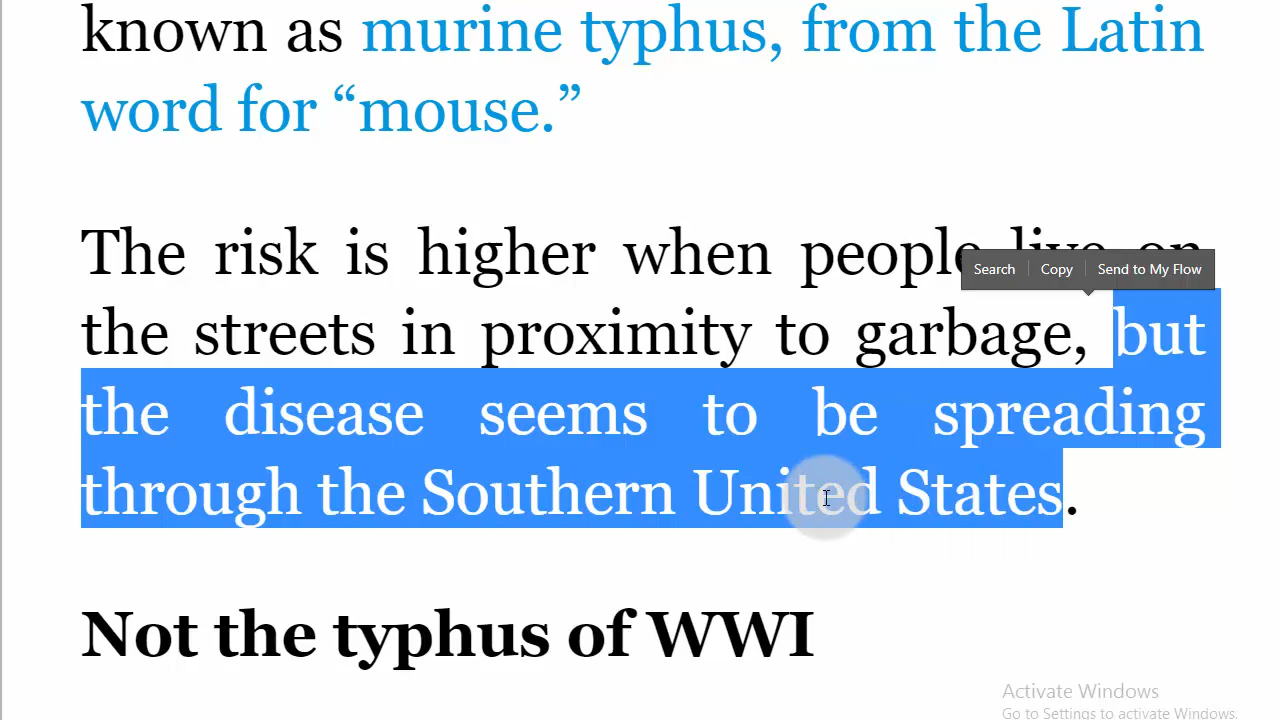 known as murine typhus, from the Latin
word for “mouse.”
The risk is higher when people live on
Search Copy Send to My Flow
the streets in proximity to garbage, but
the disease seems to be spreading
through the Southern United States.
Not the typhus of WWI
Activate Windows
Go to Settings to activate Windows.